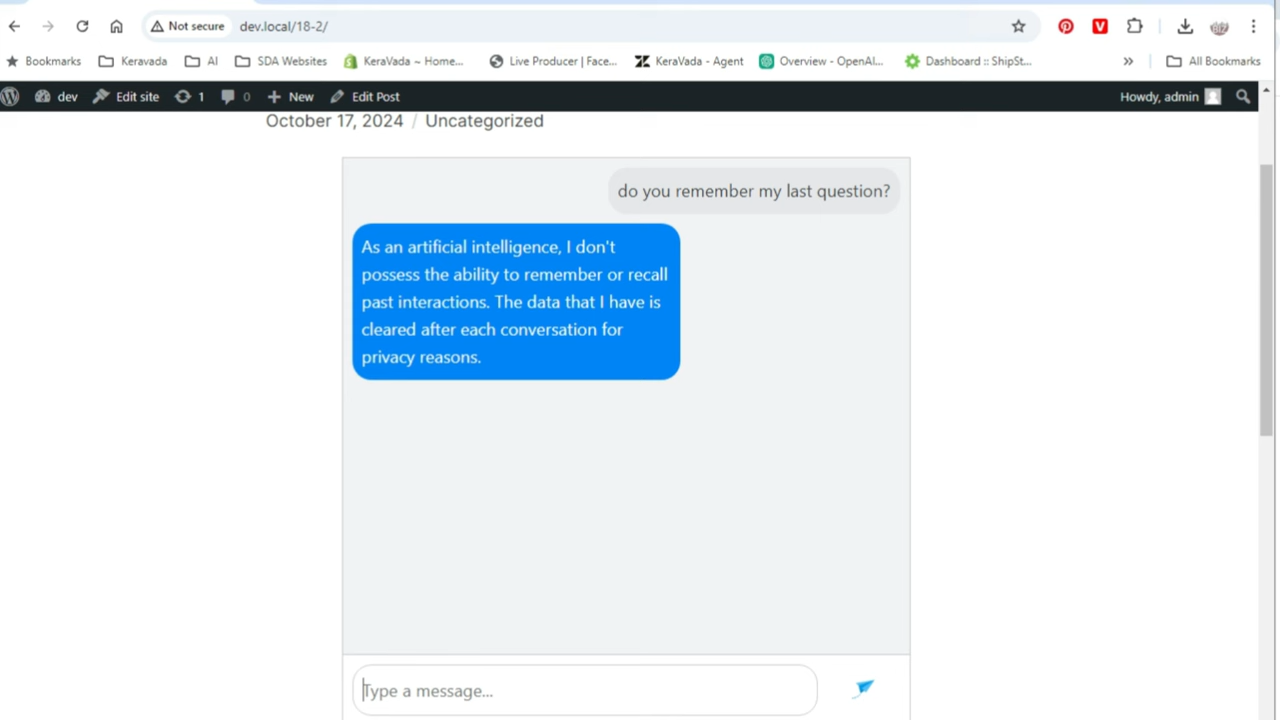 Not secure dev.local/18-2/
Bookmarks Keravada AI SDA Websites KeraVada ~ Home... Live Producer | Face... KeraVada - Agent Overview - OpenAI... Dashboard :: ShipSt... » All Bookmarks
dev Edit site 1 0 New Edit Post Howdy, admin
October 17, 2024 / Uncategorized
do you remember my last question?
As an artificial intelligence, I don't
possess the ability to remember or recall
past interactions. The data that I have is
cleared after each conversation for
privacy reasons.
Type a message...